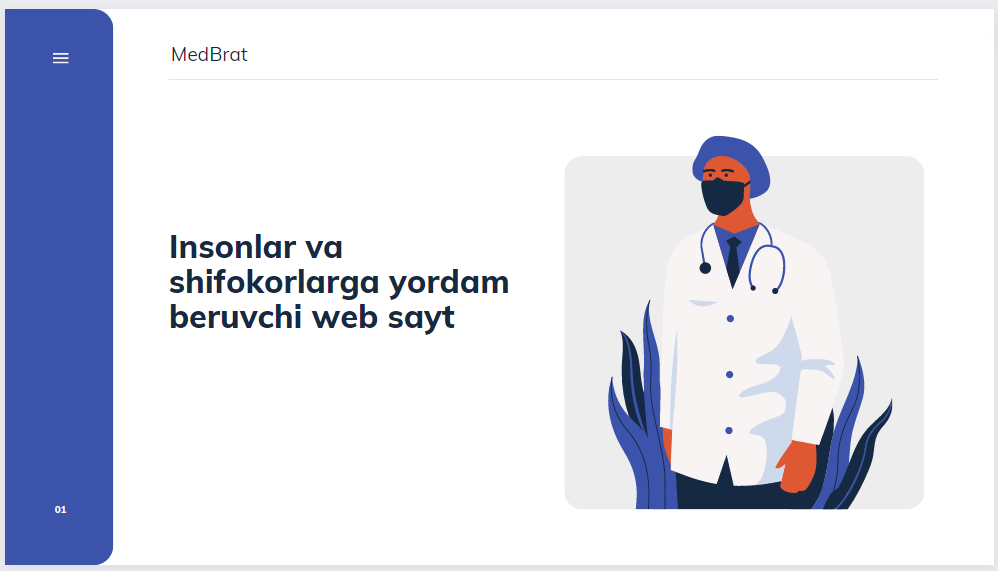 MedBrat
Insonlar va
shifokorlarga yordam
beruvchi web sayt
01